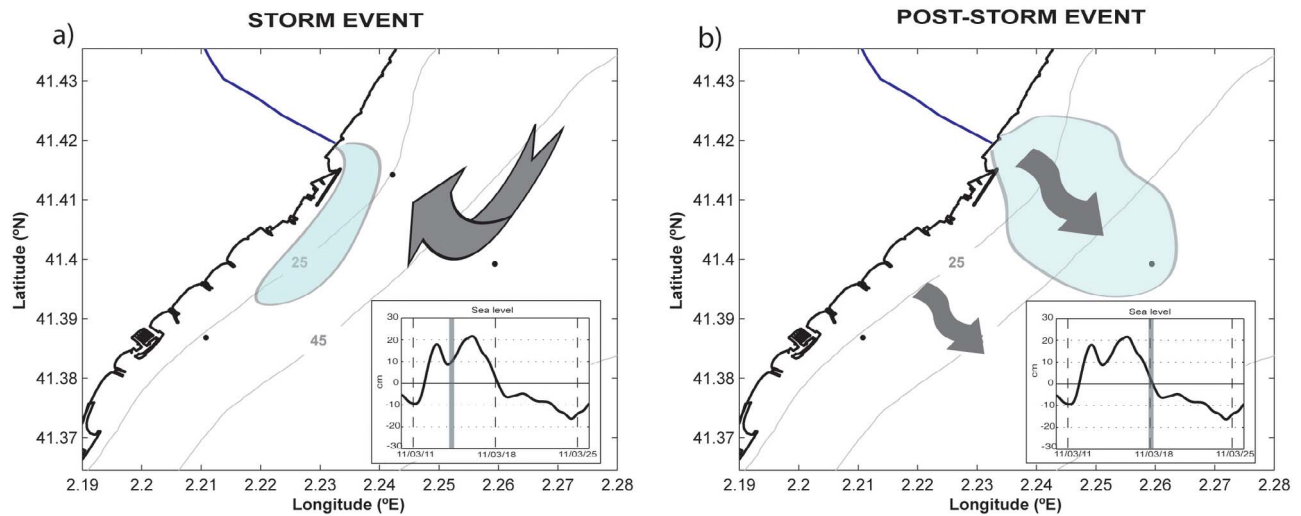 STORM EVENT
a)
41.43
41.42
41.41
41.4
41.39
41.38
41.37
Latitude (ºN)
25
45
Sea level
30
20
10
0
-10
-20
-30
cm
11/03/11 11/03/18 11/03/25
2.19 2.2 2.21 2.22 2.23 2.24 2.25 2.26 2.27 2.28
Longitude (ºE)
POST-STORM EVENT
b)
41.43
41.42
41.41
41.4
41.39
41.38
41.37
Latitude (ºN)
25
Sea level
30
20
10
0
-10
-20
-30
cm
11/03/11 11/03/18 11/03/25
2.19 2.2 2.21 2.22 2.23 2.24 2.25 2.26 2.27 2.28
Longitude (ºE)